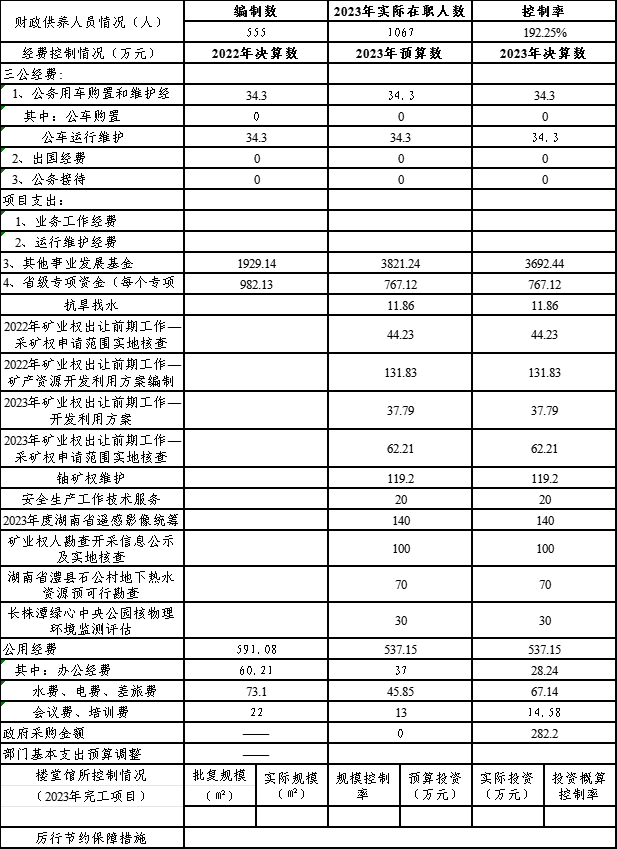 财政供养人员情况（人） 编制数 2023年实际在职人数 控制率
555 1067 192.25%
经费控制情况（万元） 2022年决算数 2023年预算数 2023年决算数
三公经费:
1、公务用车购置和维护经 34.3 34.3 34.3
其中：公车购置 0 0 0
公车运行维护 34.3 34.3 34.3
2、出国经费 0 0 0
3、公务接待 0 0 0
项目支出：
1、业务工作经费
2、运行维护经费
3、其他事业发展基金 1929.14 3821.24 3692.44
4、省级专项资金（每个专项 982.13 767.12 767.12
抗旱找水 11.86 11.86
2022年矿业权出让前期工作—
采矿权申请范围实地核查 44.23 44.23
2022年矿业权出让前期工作—
矿产资源开发利用方案编制 131.83 131.83
2023年矿业权出让前期工作—
开发利用方案 37.79 37.79
2023年矿业权出让前期工作—
采矿权申请范围实地核查 62.21 62.21
铀矿权维护 119.2 119.2
安全生产工作技术服务 20 20
2023年度湖南省遥感影像统筹 140 140
矿业权人勘查开采信息公示
及实地核查 100 100
湖南省澧县石公村地下热水
资源预可行勘查 70 70
长株潭绿心中央公园核物理
环境监测评估 30 30
公用经费 591.08 537.15 537.15
其中：办公经费 60.21 37 28.24
水费、电费、差旅费 73.1 45.85 67.14
会议费、培训费 22 13 14.58
政府采购金额 —— 0 282.2
部门基本支出预算调整 ——
楼堂馆所控制情况
（2023年完工项目） 批复规模
（㎡） 实际规模
（㎡） 规模控制
率 预算投资
（万元） 实际投资
（万元） 投资概算
控制率
厉行节约保障措施